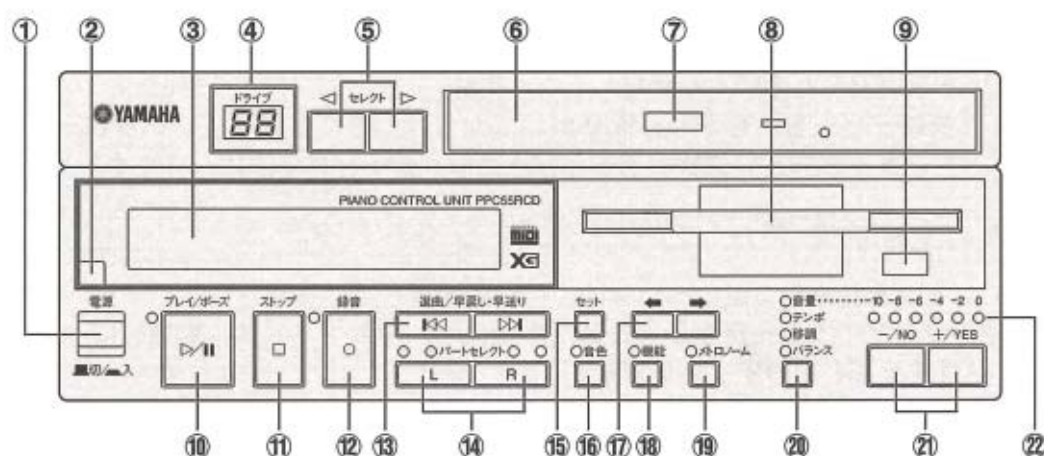 ① ② ③ ④ ⑤ ⑥ ⑦ ⑧ ⑨
YAMAHA
ドライブ
88
◁ セレクト ▷
PIANO CONTROL UNIT PPC55RCD
MIDI
XG
電源
切/入
プレイ/ポーズ
▷/II
ストップ
□
録音
○
選曲/早戻し・早送り
パートセレクト
L
R
セット
音色
機能
メトロノーム
音量
テンポ
移調
バランス
-10 -8 -6 -4 -2 0
−/NO
+/YES
⑩ ⑪ ⑫ ⑬ ⑭ ⑮ ⑯ ⑰ ⑱ ⑲ ⑳ ㉑ ㉒